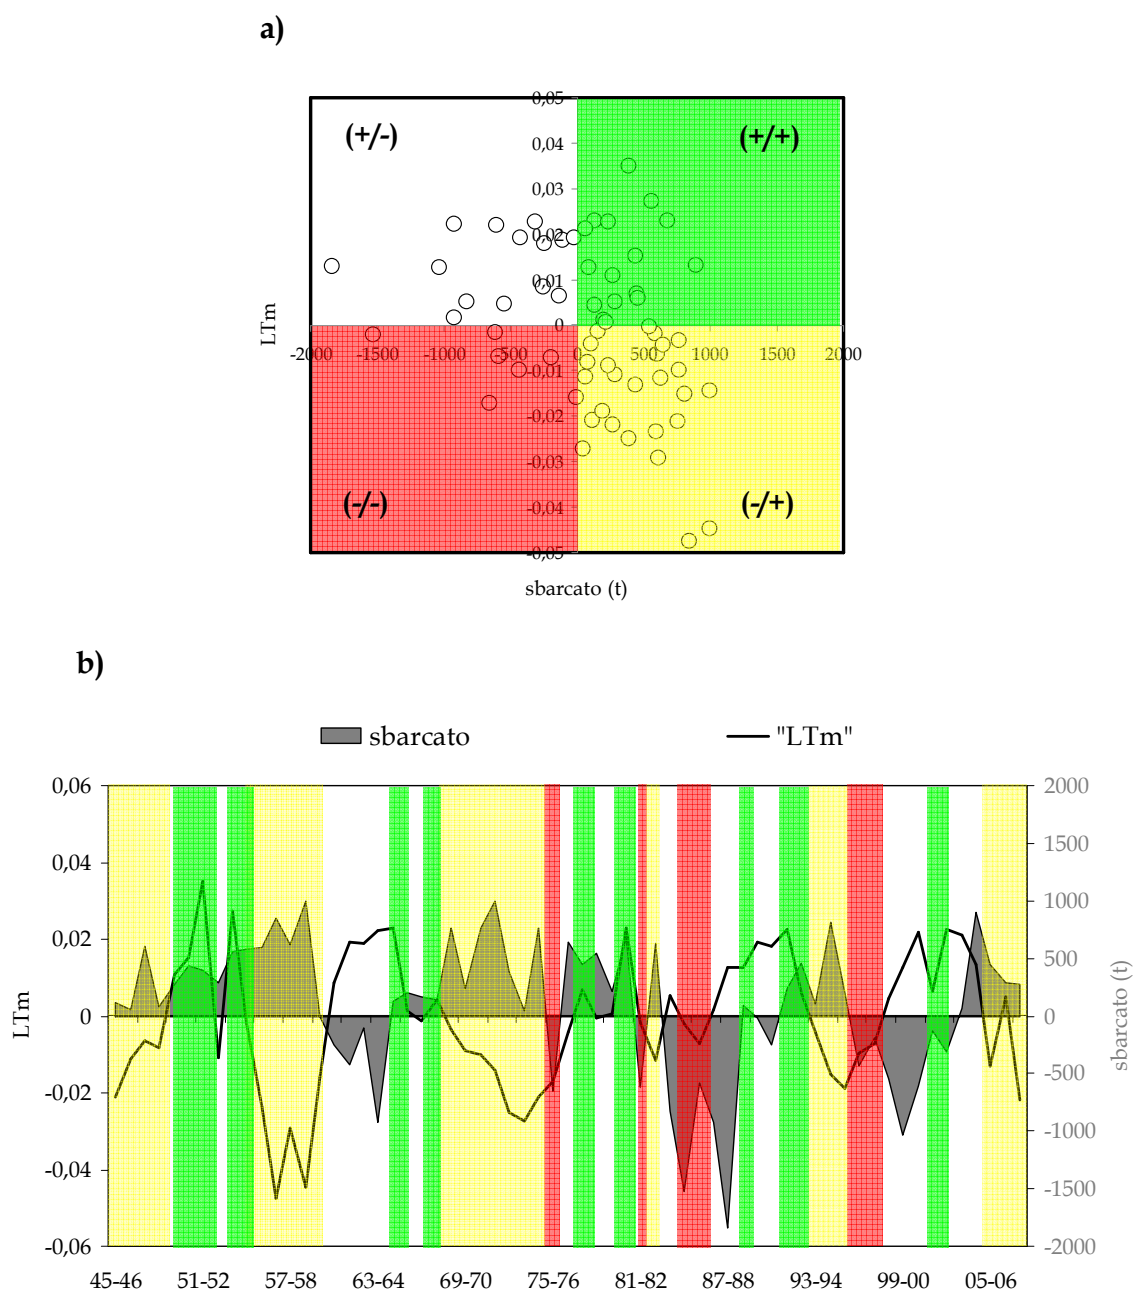 a)
0,05
(+/-) (+/+)
0,04
0,03
0,02
0,01
LTm
0
-2000 -1500 -1000 -500 0 500 1000 1500 2000
-0,01
-0,02
-0,03
(-/-) (-/+)
-0,04
-0,05
sbarcato (t)
b)
sbarcato "LTm"
0,06 2000
1500
0,04
1000
0,02
500
LTm
0 0
sbarcato (t)
-500
-0,02
-1000
-0,04
-1500
-0,06 -2000
45-46 51-52 57-58 63-64 69-70 75-76 81-82 87-88 93-94 99-00 05-06